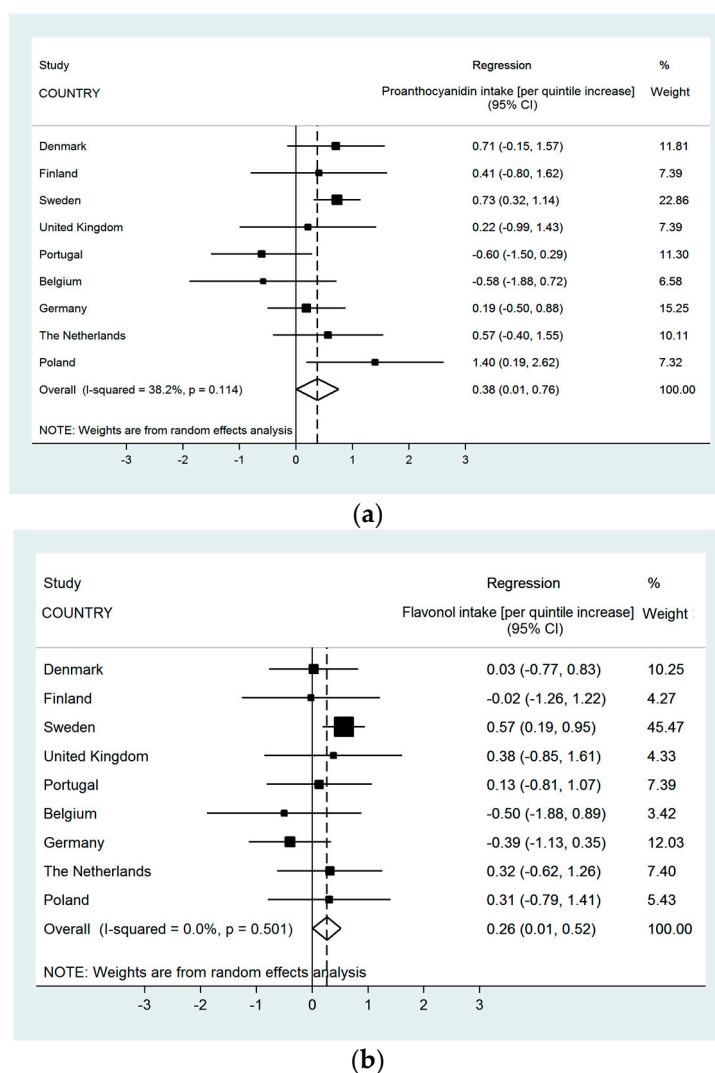 Study Regression %
COUNTRY Proanthocyanidin intake [per quintile increase] Weight
(95% CI)
Denmark 0.71 (-0.15, 1.57) 11.81
Finland 0.41 (-0.80, 1.62) 7.39
Sweden 0.73 (0.32, 1.14) 22.86
United Kingdom 0.22 (-0.99, 1.43) 7.39
Portugal -0.60 (-1.50, 0.29) 11.30
Belgium -0.58 (-1.88, 0.72) 6.58
Germany 0.19 (-0.50, 0.88) 15.25
The Netherlands 0.57 (-0.40, 1.55) 10.11
Poland 1.40 (0.19, 2.62) 7.32
Overall (I-squared = 38.2%, p = 0.114) 0.38 (0.01, 0.76) 100.00
NOTE: Weights are from random effects analysis
-3 -2 -1 0 1 2 3
(a)
Study Regression %
COUNTRY Flavonol intake [per quintile increase] Weight
(95% CI)
Denmark 0.03 (-0.77, 0.83) 10.25
Finland -0.02 (-1.26, 1.22) 4.27
Sweden 0.57 (0.19, 0.95) 45.47
United Kingdom 0.38 (-0.85, 1.61) 4.33
Portugal 0.13 (-0.81, 1.07) 7.39
Belgium -0.50 (-1.88, 0.89) 3.42
Germany -0.39 (-1.13, 0.35) 12.03
The Netherlands 0.32 (-0.62, 1.26) 7.40
Poland 0.31 (-0.79, 1.41) 5.43
Overall (I-squared = 0.0%, p = 0.501) 0.26 (0.01, 0.52) 100.00
NOTE: Weights are from random effects analysis
-3 -2 -1 0 1 2 3
(b)